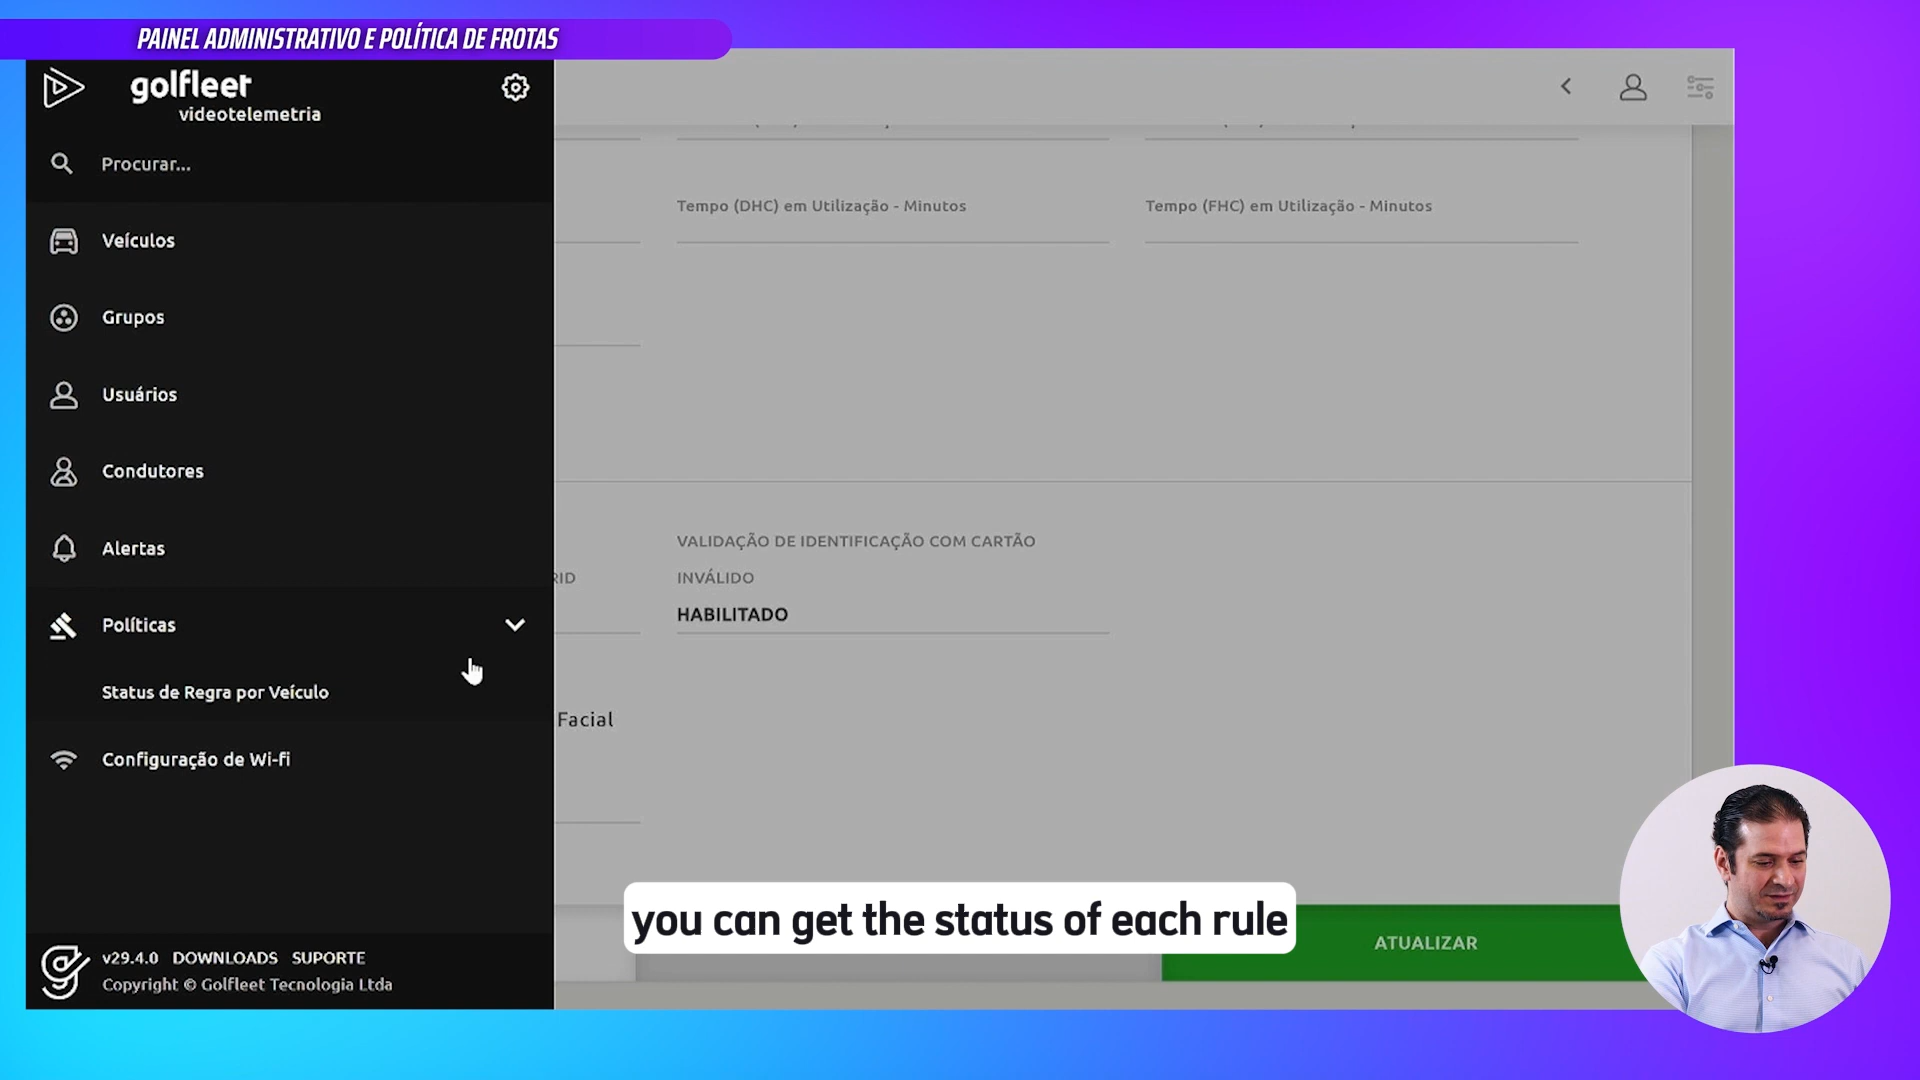 PAINEL ADMINISTRATIVO E POLÍTICA DE FROTAS
golfleet
videotelemetria
Procurar...
Veículos
Grupos
Usuários
Condutores
Alertas
Políticas
Status de Regra por Veículo
Configuração de Wi-fi
v29.4.0 DOWNLOADS SUPORTE
Copyright © Golfleet Tecnologia Ltda
Tempo (DHC) em Utilização - Minutos
Tempo (FHC) em Utilização - Minutos
RID
VALIDAÇÃO DE IDENTIFICAÇÃO COM CARTÃO
INVÁLIDO
HABILITADO
Facial
you can get the status of each rule
ATUALIZAR